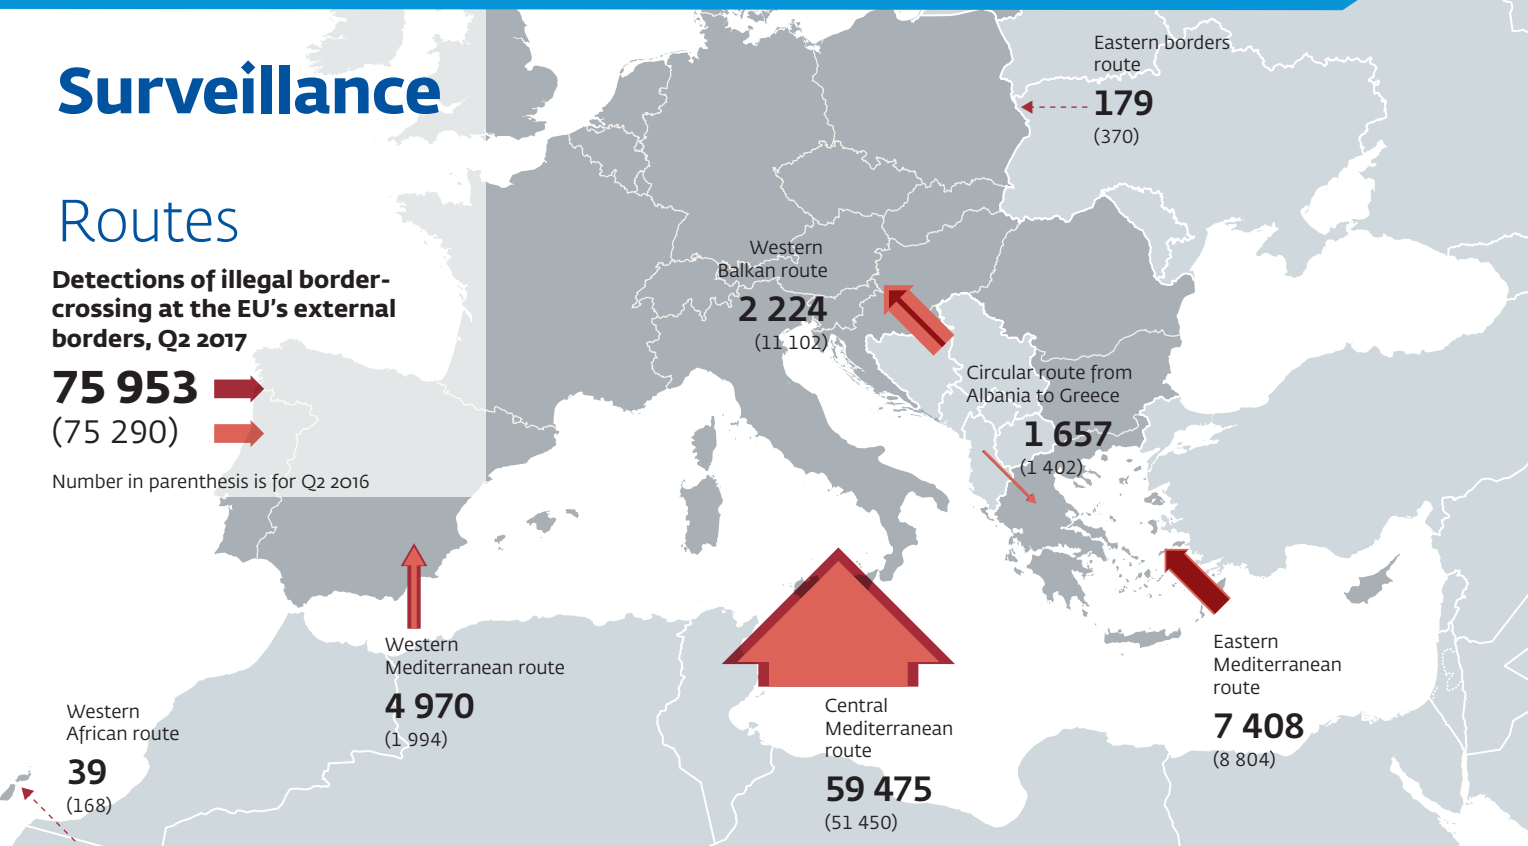 Surveillance
Routes
Detections of illegal border-
crossing at the EU's external
borders, Q2 2017
75 953
(75 290)
Number in parenthesis is for Q2 2016
Eastern borders
route
179
(370)
Western
Balkan route
2 224
(11 102)
Circular route from
Albania to Greece
1 657
(1 402)
Western
Mediterranean route
4 970
(1 994)
Western
African route
39
(168)
Central
Mediterranean
route
59 475
(51 450)
Eastern
Mediterranean
route
7 408
(8 804)